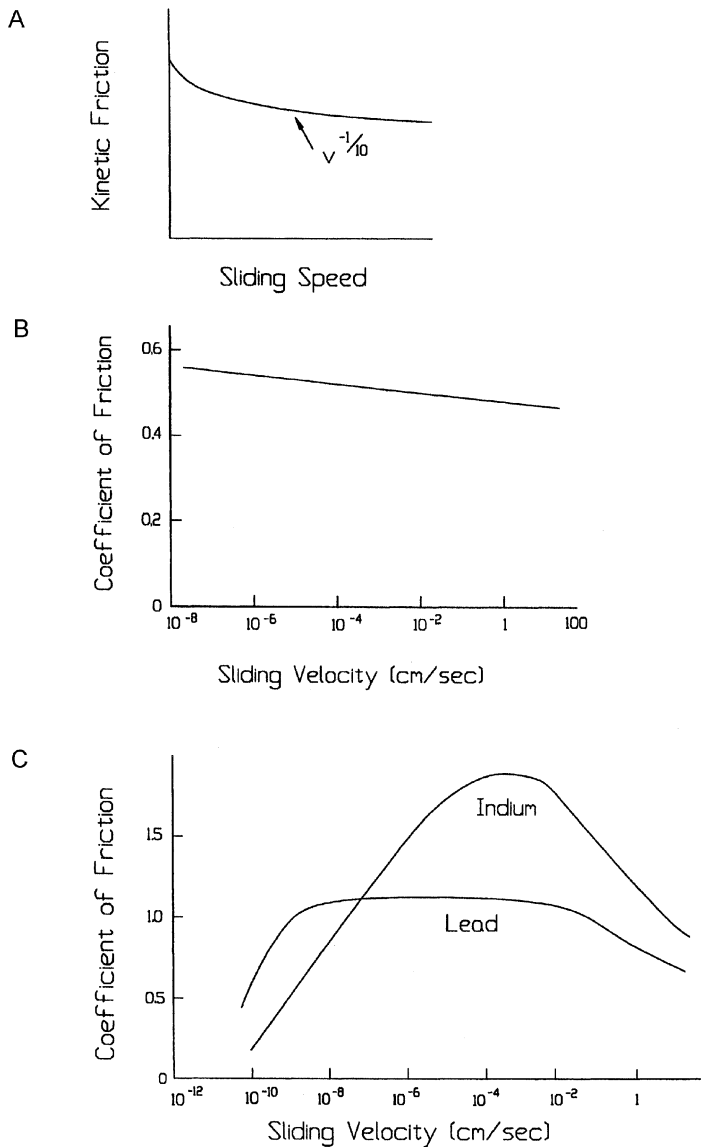 A
Kinetic Friction
v^-1/10
Sliding Speed
B
Coefficient of Friction
0.6
0.4
0.2
0
10^-8 10^-6 10^-4 10^-2 1 100
Sliding Velocity (cm/sec)
C
Coefficient of Friction
1.5
1.0
0.5
0
Indium
Lead
10^-12 10^-10 10^-8 10^-6 10^-4 10^-2 1
Sliding Velocity (cm/sec)